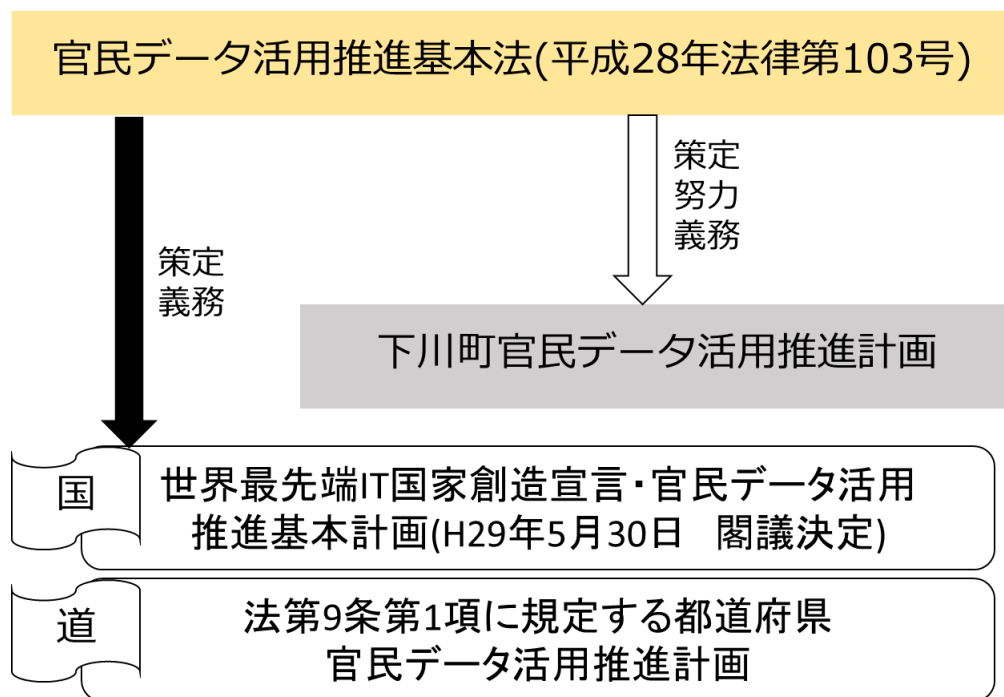 官民データ活用推進基本法(平成28年法律第103号)
策定
努力
義務
策定
義務
下川町官民データ活用推進計画
国
世界最先端IT国家創造宣言・官民データ活用
推進基本計画(H29年5月30日　閣議決定)
道
法第9条第1項に規定する都道府県
官民データ活用推進計画